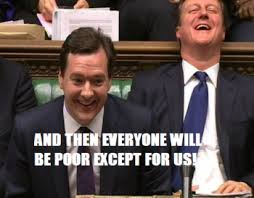 AND THEN EVERYONE WILL
BE POOR EXCEPT FOR US!